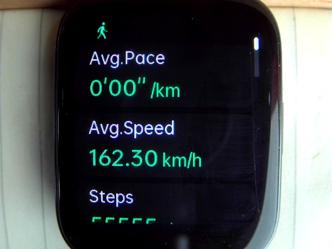 Avg.Pace
0'00" /km
Avg.Speed
162.30 km/h
Steps